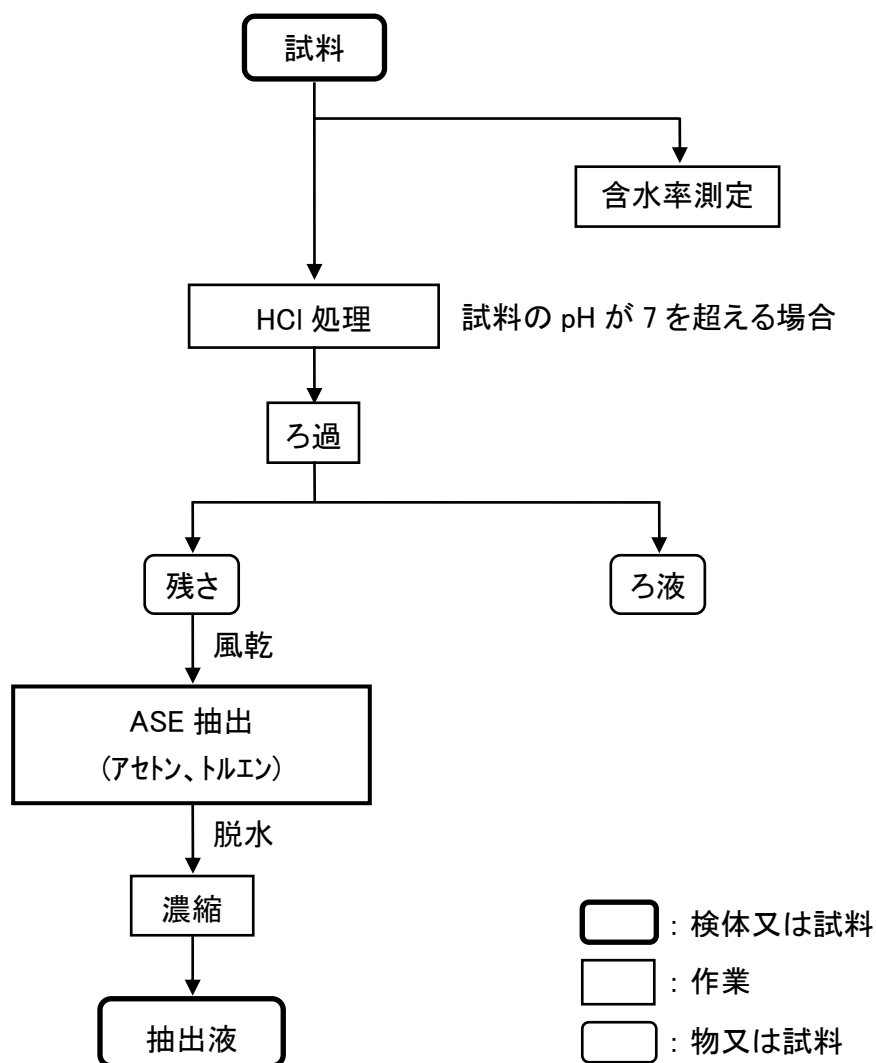 試料
含水率測定
HCl 処理
試料の pH が 7 を超える場合
ろ過
残さ
ろ液
風乾
ASE 抽出
(アセトン、トルエン)
脱水
濃縮
抽出液
: 検体又は試料
: 作業
: 物又は試料